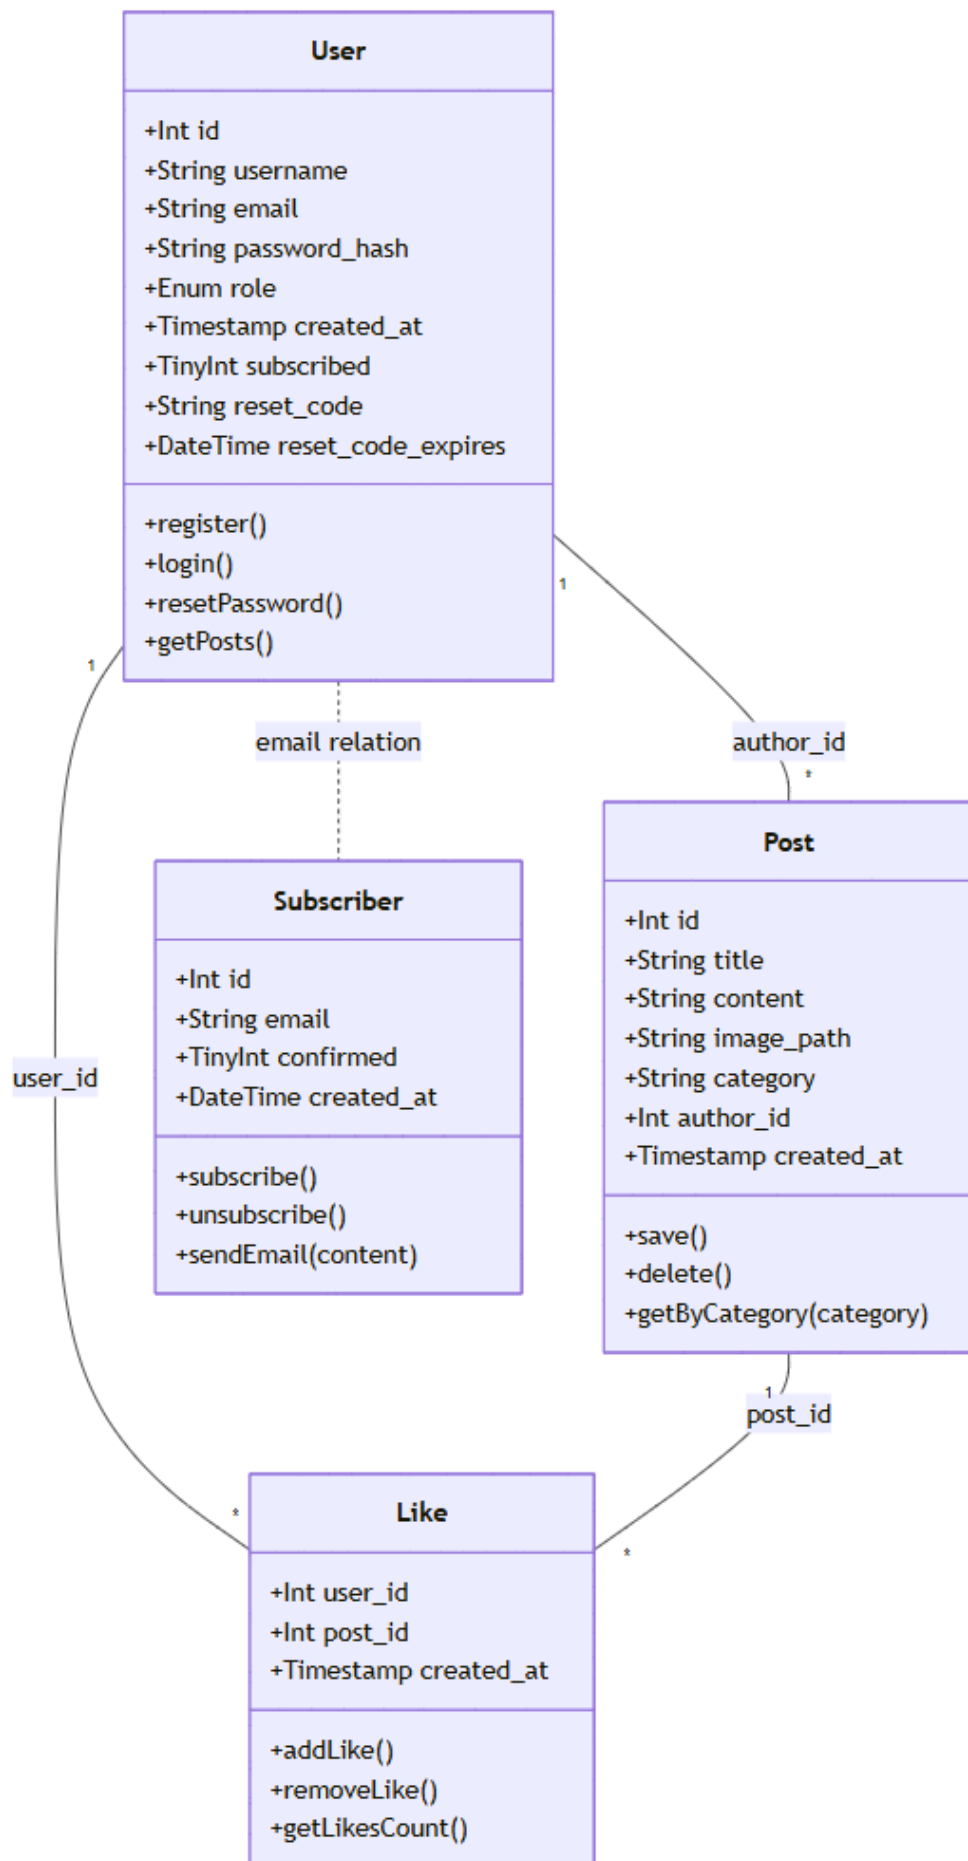 User
+Int id
+String username
+String email
+String password_hash
+Enum role
+Timestamp created_at
+TinyInt subscribed
+String reset_code
+DateTime reset_code_expires
+register()
+login()
+resetPassword()
+getPosts()
1
1
email relation
author_id
*
Post
+Int id
+String title
+String content
+String image_path
+String category
+Int author_id
+Timestamp created_at
+save()
+delete()
+getByCategory(category)
Subscriber
+Int id
+String email
+TinyInt confirmed
+DateTime created_at
+subscribe()
+unsubscribe()
+sendEmail(content)
user_id
1
post_id
*
*
Like
+Int user_id
+Int post_id
+Timestamp created_at
+addLike()
+removeLike()
+getLikesCount()